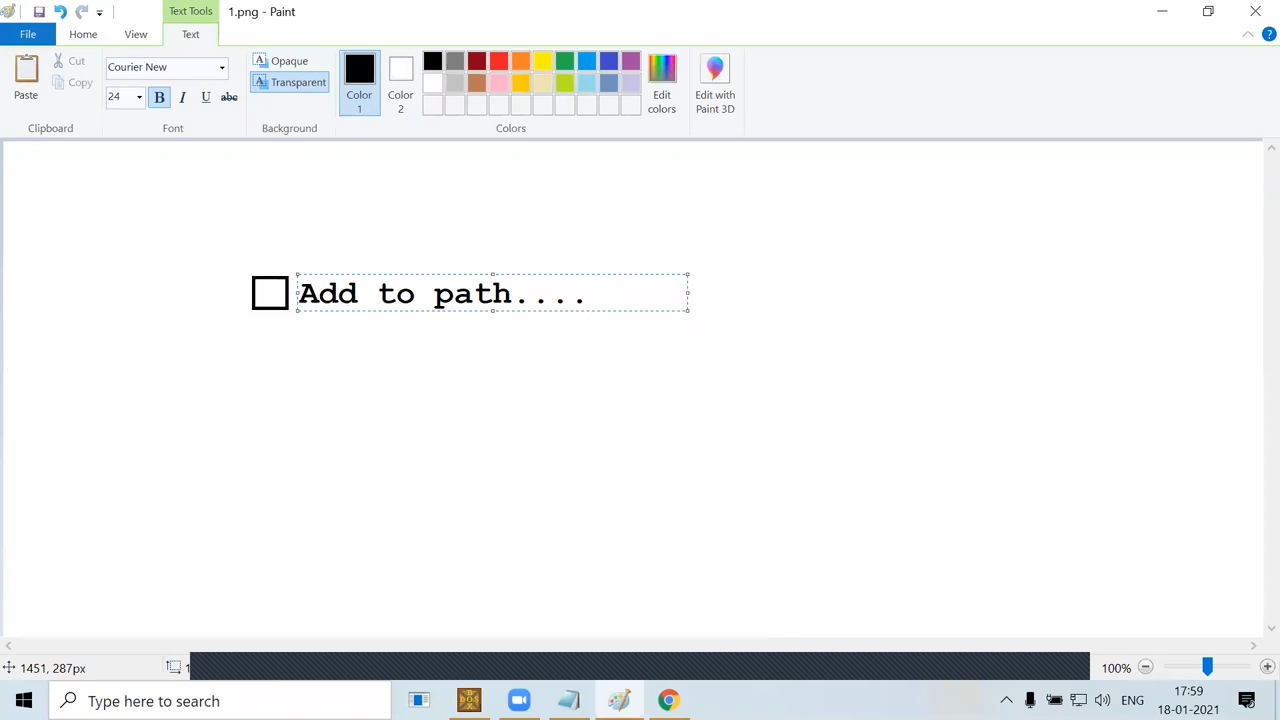 Text Tools 1.png - Paint
File Home View Text
Paste Cut Copy Clipboard
Courier New
24 B I U abc
Font
Opaque
Transparent
Background
Color 1
Color 2
Edit colors
Colors
Edit with Paint 3D
Add to path....
1451, 287px
100%
Type here to search
ENG
17:59
18-01-2021